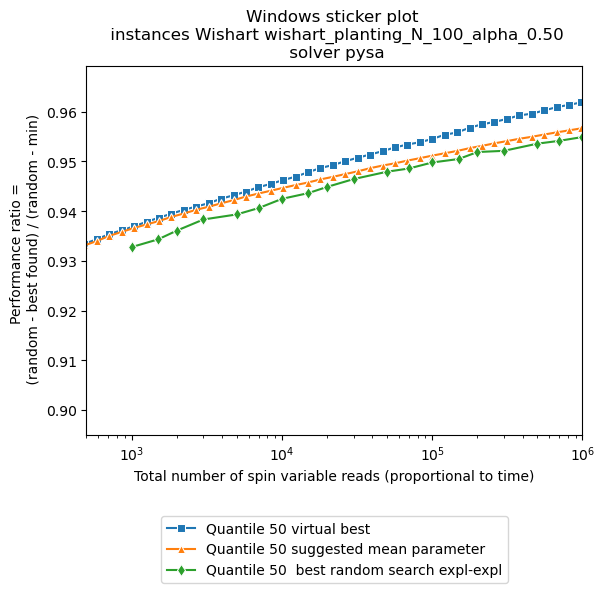 Windows sticker plot
instances Wishart wishart_planting_N_100_alpha_0.50
solver pysa
Performance ratio =
(random - best found) / (random - min)
0.96
0.95
0.94
0.93
0.92
0.91
0.90
10³ 10⁴ 10⁵ 10⁶
Total number of spin variable reads (proportional to time)
Quantile 50 virtual best
Quantile 50 suggested mean parameter
Quantile 50  best random search expl-expl